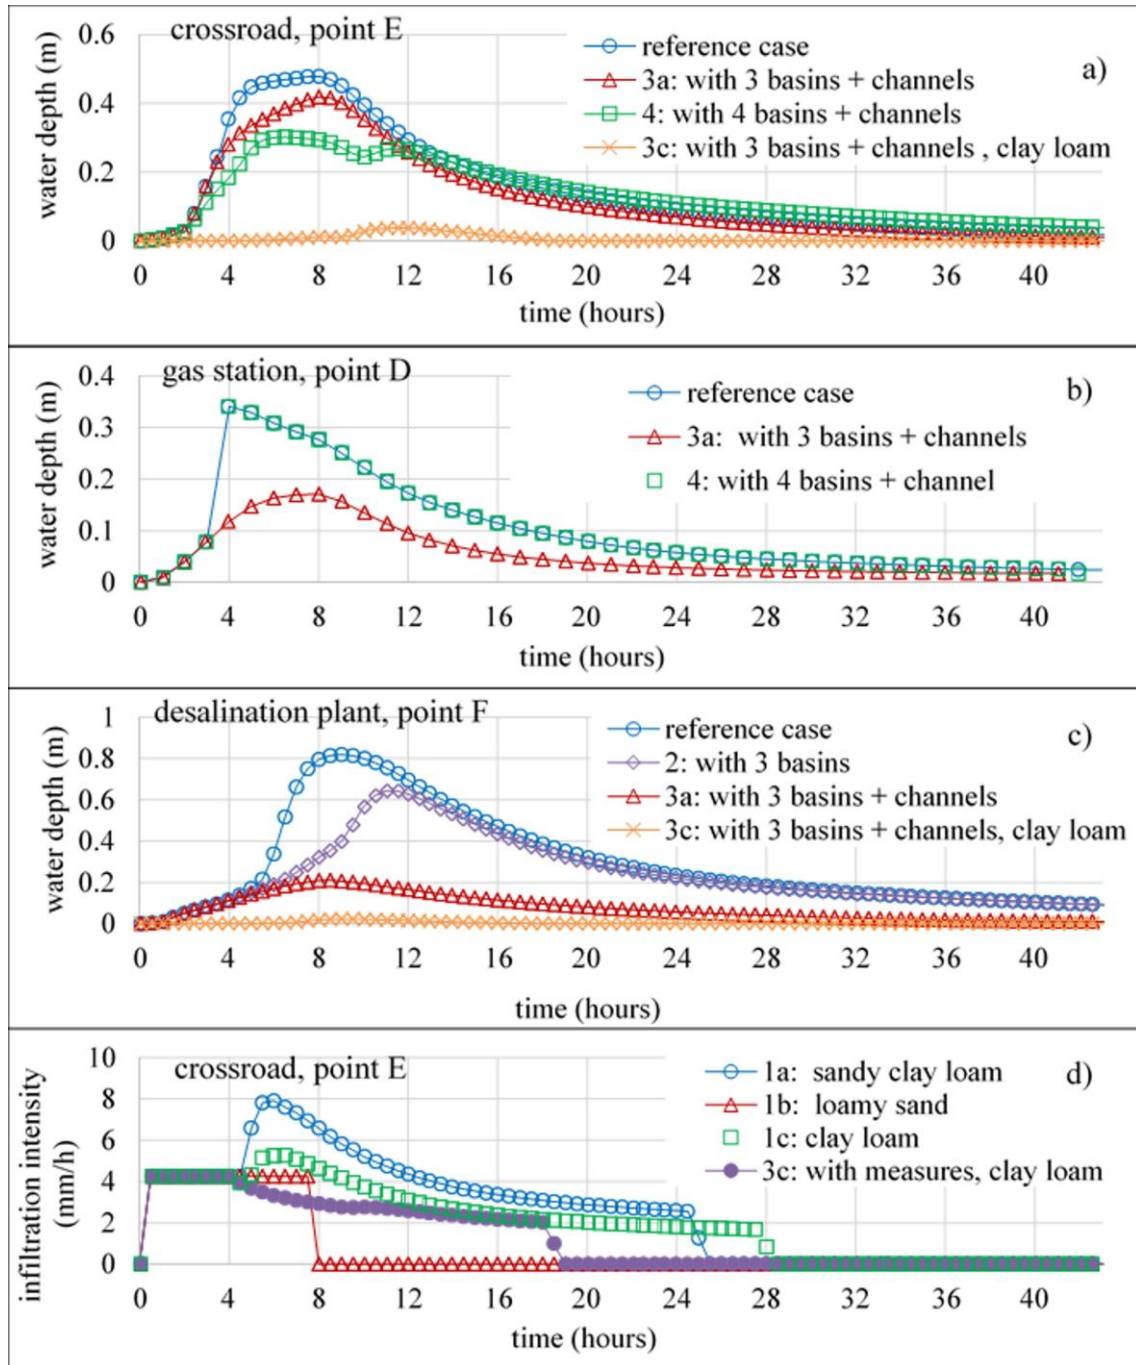 crossroad, point E
a)
water depth (m)
0.6
0.4
0.2
0
reference case
3a: with 3 basins + channels
4: with 4 basins + channels
3c: with 3 basins + channels , clay loam
0 4 8 12 16 20 24 28 32 36 40
time (hours)
gas station, point D
b)
water depth (m)
0.4
0.3
0.2
0.1
0
reference case
3a: with 3 basins + channels
4: with 4 basins + channel
0 4 8 12 16 20 24 28 32 36 40
time (hours)
desalination plant, point F
c)
water depth (m)
1
0.8
0.6
0.4
0.2
0
reference case
2: with 3 basins
3a: with 3 basins + channels
3c: with 3 basins + channels, clay loam
0 4 8 12 16 20 24 28 32 36 40
time (hours)
crossroad, point E
d)
infiltration intensity
(mm/h)
10
8
6
4
2
0
1a: sandy clay loam
1b: loamy sand
1c: clay loam
3c: with measures, clay loam
0 4 8 12 16 20 24 28 32 36 40
time (hours)